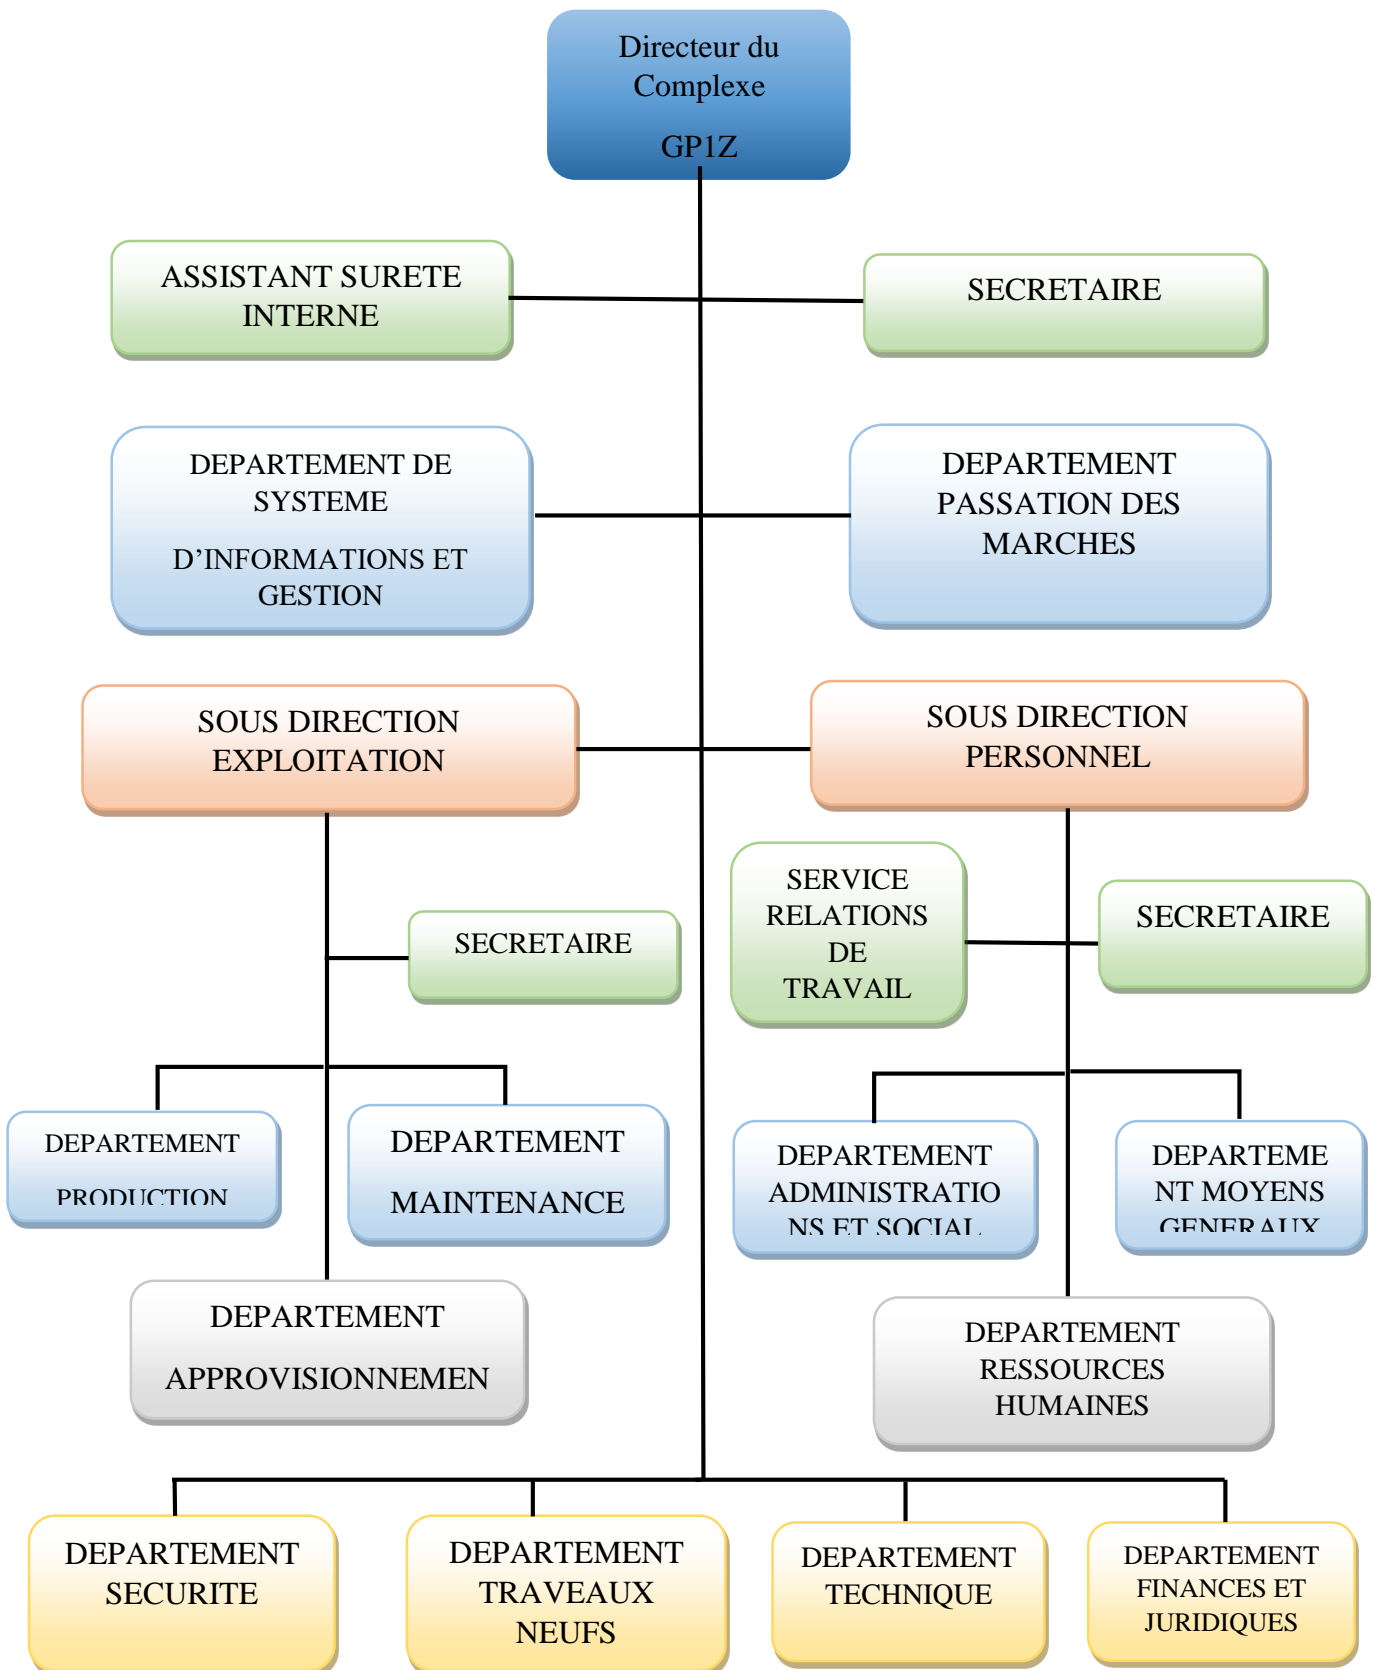 Directeur du
Complexe
GP1Z
ASSISTANT SURETE
INTERNE
SECRETAIRE
DEPARTEMENT DE
SYSTEME
D’INFORMATIONS ET
GESTION
DEPARTEMENT
PASSATION DES
MARCHES
SOUS DIRECTION
EXPLOITATION
SOUS DIRECTION
PERSONNEL
SECRETAIRE
SERVICE
RELATIONS
DE
TRAVAIL
SECRETAIRE
DEPARTEMENT
PRODUCTION
DEPARTEMENT
MAINTENANCE
DEPARTEMENT
ADMINISTRATIO
NS ET SOCIAL
DEPARTEME
NT MOYENS
GENERAUX
DEPARTEMENT
APPROVISIONNEMEN
DEPARTEMENT
RESSOURCES
HUMAINES
DEPARTEMENT
SECURITE
DEPARTEMENT
TRAVEAUX
NEUFS
DEPARTEMENT
TECHNIQUE
DEPARTEMENT
FINANCES ET
JURIDIQUES